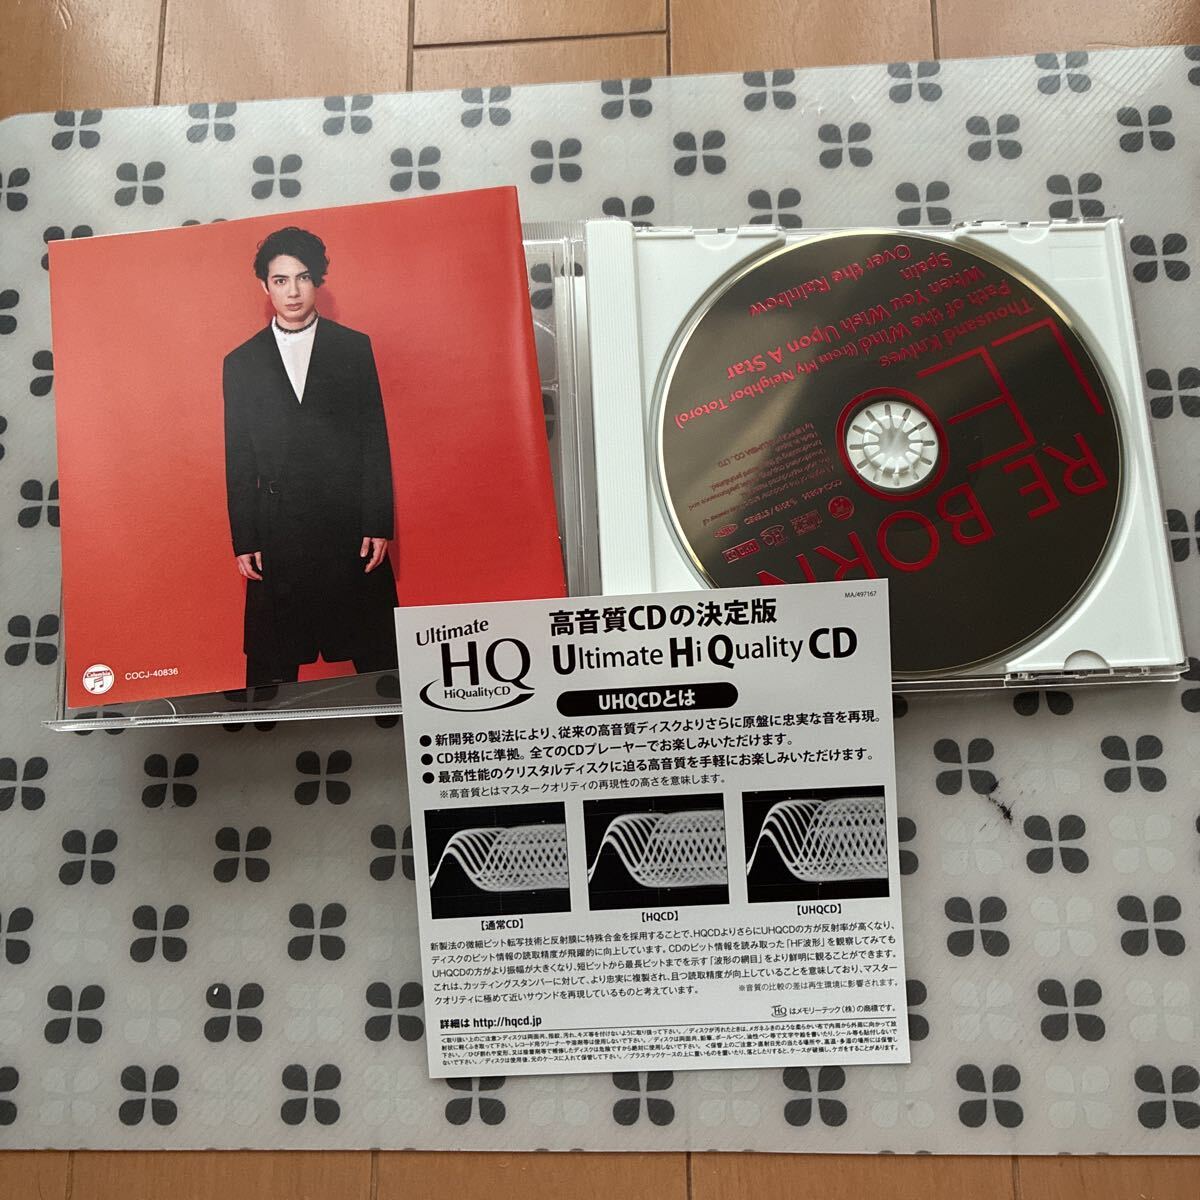 Columbia
COCJ-40836
Thousand Knives
Path of the Wind (from My Neighbor Totoro)
When You Wish Upon A Star
Spain
Over the Rainbow
LEO
RE BORN
COCJ-40836
MA/497167
Ultimate
HQ
HiQualityCD
高音質CDの決定版
Ultimate Hi Quality CD
UHQCDとは
●新開発の製法により、従来の高音質ディスクよりさらに原盤に忠実な音を再現。
●CD規格に準拠。全てのCDプレーヤーでお楽しみいただけます。
●最高性能のクリスタルディスクに迫る高音質を手軽にお楽しみいただけます。
※高音質とはマスタークオリティの再現性の高さを意味します。
【通常CD】
【HQCD】
【UHQCD】
新製法の微細ピット転写技術と反射膜に特殊合金を採用することで、HQCDよりさらにUHQCDの方が反射率が高くなり、
ディスクのピット情報の読取精度が飛躍的に向上しています。CDのピット情報を読み取った「HF波形」を観察してみても
UHQCDの方がより振幅が大きくなり、短ピットから最長ピットまでを示す「波形の網目」をより鮮明に観ることができます。
これは、カッティングスタンパーに対して、より忠実に複製され、且つ読取精度が向上していることを意味しており、マスター
クオリティに極めて近いサウンドを再現しているものと考えています。
※音質の比較の差は再生環境に影響されます。
HQはメモリーテック(株)の商標です。
詳細は http://hqcd.jp